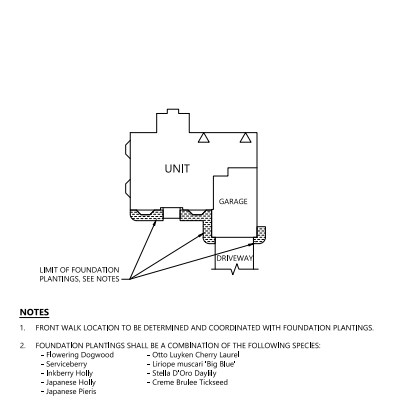 UNIT
GARAGE
DRIVEWAY
LIMIT OF FOUNDATION
PLANTINGS, SEE NOTES
NOTES
1. FRONT WALK LOCATION TO BE DETERMINED AND COORDINATED WITH FOUNDATION PLANTINGS.
2. FOUNDATION PLANTINGS SHALL BE A COMBINATION OF THE FOLLOWING SPECIES:
- Flowering Dogwood
- Serviceberry
- Inkberry Holly
- Japanese Holly
- Japanese Pieris
- Otto Luyken Cherry Laurel
- Liriope muscari 'Big Blue'
- Stella D'Oro Daylily
- Creme Brulee Tickseed